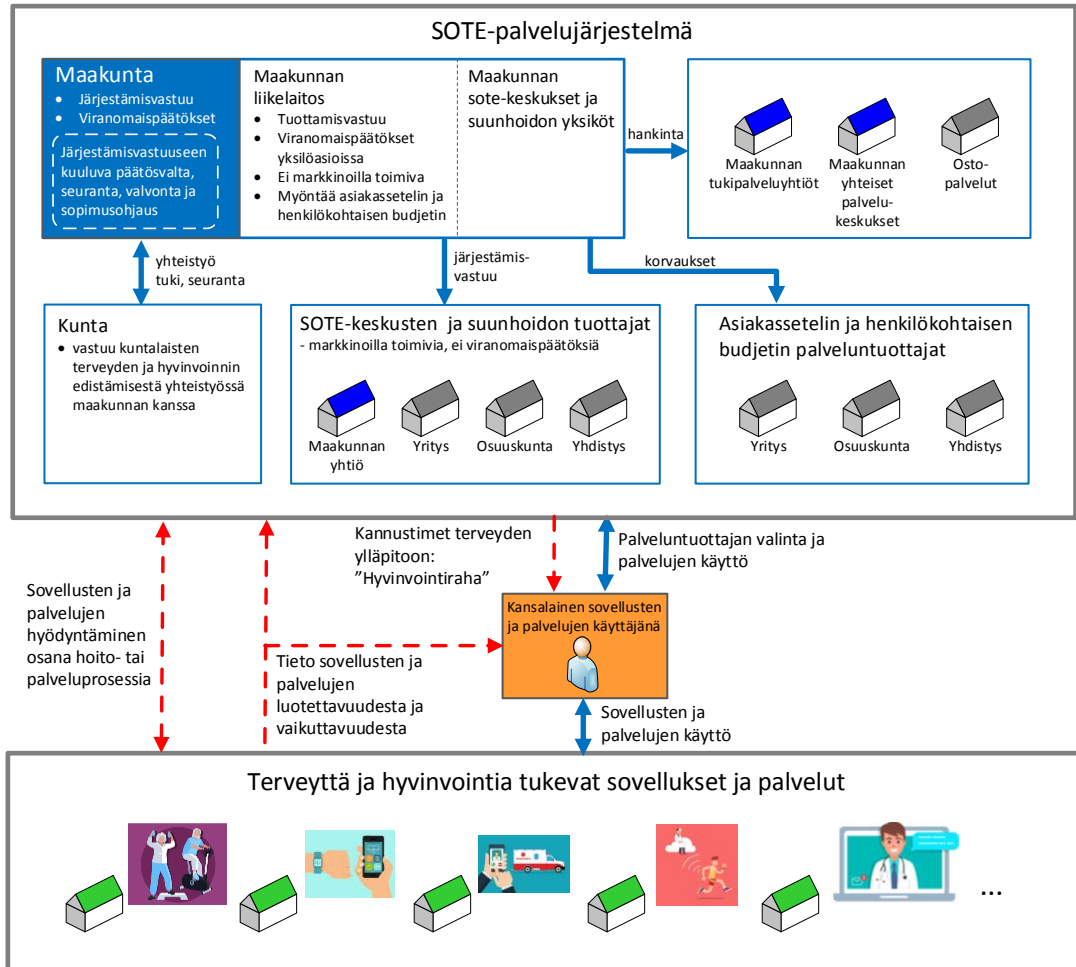 SOTE-palvelujärjestelmä
Maakunta
• Järjestämisvastuu
• Viranomaispäätökset
Järjestämisvastuuseen
kuuluva päätösvalta,
seuranta, valvonta ja
sopimusohjaus
Maakunnan
liikelaitos
• Tuottamisvastuu
• Viranomaispäätökset
yksilöasioissa
• Ei markkinoilla toimiva
• Myöntää asiakassetelin ja
henkilökohtaisen budjetin
Maakunnan
sote-keskukset ja
suunhoidon yksiköt
hankinta
Maakunnan
tukipalveluyhtiöt
Maakunnan
yhteiset
palvelu-
keskukset
Osto-
palvelut
yhteistyö
tuki, seuranta
järjestämis-
vastuu
korvaukset
Kunta
• vastuu kuntalaisten
terveyden ja hyvinvoinnin
edistämisestä yhteistyössä
maakunnan kanssa
SOTE-keskusten ja suunhoidon tuottajat
- markkinoilla toimivia, ei viranomaispäätöksiä
Maakunnan
yhtiö
Yritys
Osuuskunta
Yhdistys
Asiakassetelin ja henkilökohtaisen
budjetin palveluntuottajat
Yritys
Osuuskunta
Yhdistys
Kannustimet terveyden
ylläpitoon:
”Hyvinvointiraha”
Palveluntuottajan valinta ja
palvelujen käyttö
Sovellusten ja
palvelujen
hyödyntäminen
osana hoito- tai
palveluprosessia
Kansalainen sovellusten
ja palvelujen käyttäjänä
Tieto sovellusten ja
palvelujen
luotettavuudesta ja
vaikuttavuudesta
Sovellusten ja
palvelujen käyttö
Terveyttä ja hyvinvointia tukevat sovellukset ja palvelut
...